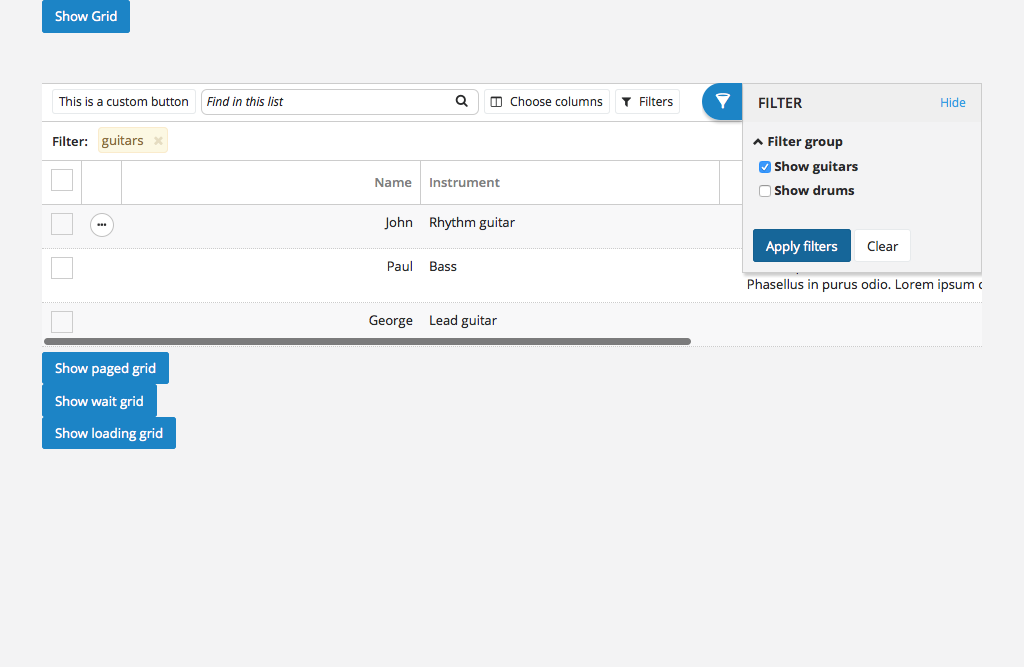 Show Grid
This is a custom button
Find in this list
Choose columns
Filters
FILTER
Hide
Filter: guitars
Filter group
Show guitars
Show drums
Name
Instrument
John
Rhythm guitar
Apply filters
Clear
Paul
Bass
Phasellus in purus odio. Lorem ipsum
George
Lead guitar
Show paged grid
Show wait grid
Show loading grid